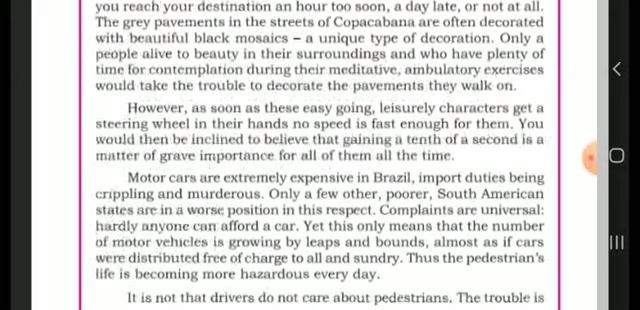 you reach your destination an hour too soon, a day late, or not at all.
The grey pavements in the streets of Copacabana are often decorated
with beautiful black mosaics – a unique type of decoration. Only a
people alive to beauty in their surroundings and who have plenty of
time for contemplation during their meditative, ambulatory exercises
would take the trouble to decorate the pavements they walk on.
However, as soon as these easy going, leisurely characters get a
steering wheel in their hands no speed is fast enough for them. You
would then be inclined to believe that gaining a tenth of a second is a
matter of grave importance for all of them all the time.
Motor cars are extremely expensive in Brazil, import duties being
crippling and murderous. Only a few other, poorer, South American
states are in a worse position in this respect. Complaints are universal:
hardly anyone can afford a car. Yet this only means that the number
of motor vehicles is growing by leaps and bounds, almost as if cars
were distributed free of charge to all and sundry. Thus the pedestrian's
life is becoming more hazardous every day.
It is not that drivers do not care about pedestrians. The trouble is